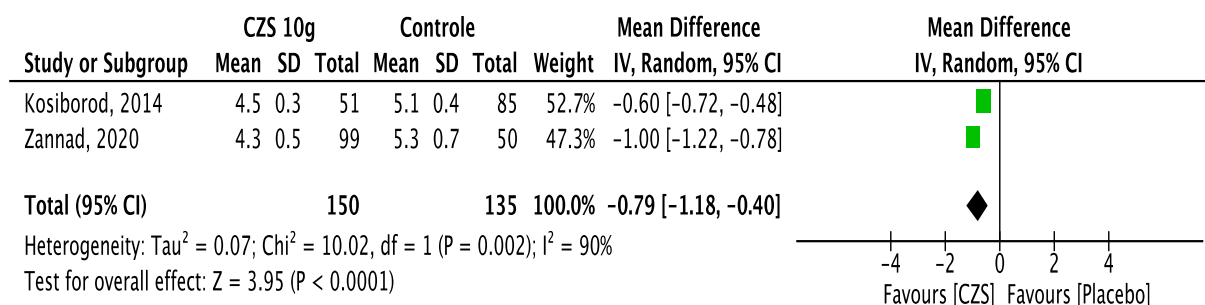 CZS 10g Controle Mean Difference Mean Difference
Study or Subgroup Mean SD Total Mean SD Total Weight IV, Random, 95% CI IV, Random, 95% CI
Kosiborod, 2014 4.5 0.3 51 5.1 0.4 85 52.7% −0.60 [−0.72, −0.48]
Zannad, 2020 4.3 0.5 99 5.3 0.7 50 47.3% −1.00 [−1.22, −0.78]
Total (95% CI) 150 135 100.0% −0.79 [−1.18, −0.40]
Heterogeneity: Tau² = 0.07; Chi² = 10.02, df = 1 (P = 0.002); I² = 90%
Test for overall effect: Z = 3.95 (P < 0.0001)
−4 −2 0 2 4
Favours [CZS] Favours [Placebo]